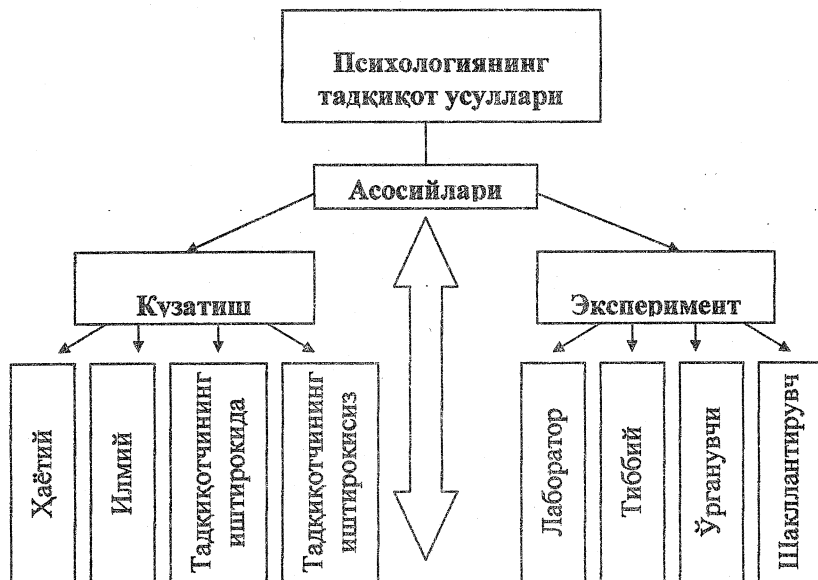 Психологиянинг
тадқиқот усуллари
Асосийлари
Кузатиш
Эксперимент
Ҳаётий
Илмий
Тадқиқотчининг
иштирокида
Тадқиқотчининг
иштирокисиз
Лаборатор
Тиббий
Ўрганувчи
Шакллантирувч